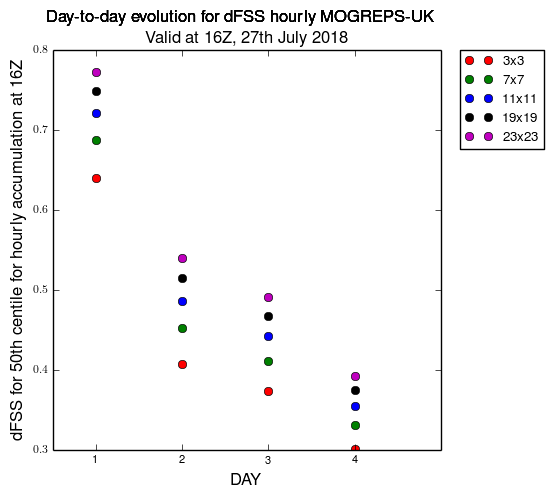 Day-to-day evolution for dFSS hourly MOGREPS-UK
Valid at 16Z, 27th July 2018
dFSS for 50th centile for hourly accumulation at 16Z
0.8
0.7
0.6
0.5
0.4
0.3
1 2 3 4
DAY
3x3
7x7
11x11
19x19
23x23